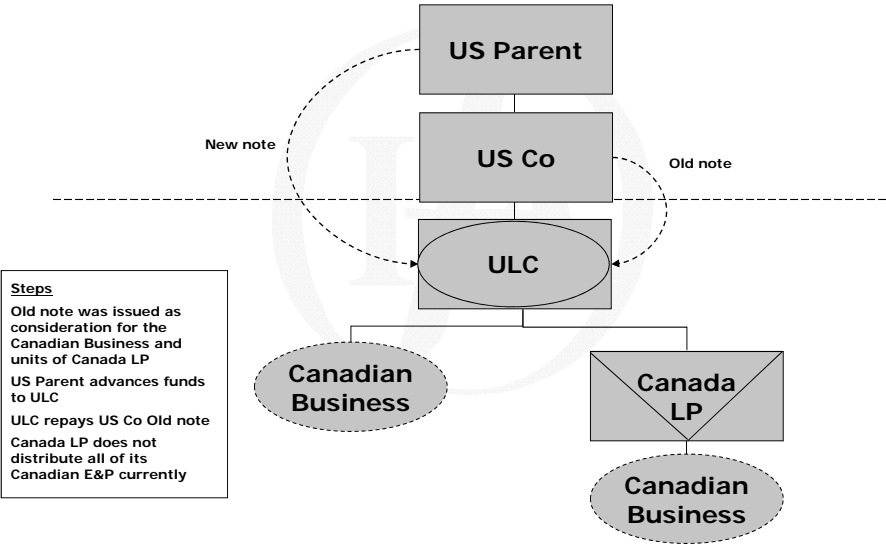 US Parent
New note
US Co
Old note
ULC
Steps
Old note was issued as
consideration for the
Canadian Business and
units of Canada LP
US Parent advances funds
to ULC
ULC repays US Co Old note
Canada LP does not
distribute all of its
Canadian E&P currently
Canadian
Business
Canada
LP
Canadian
Business